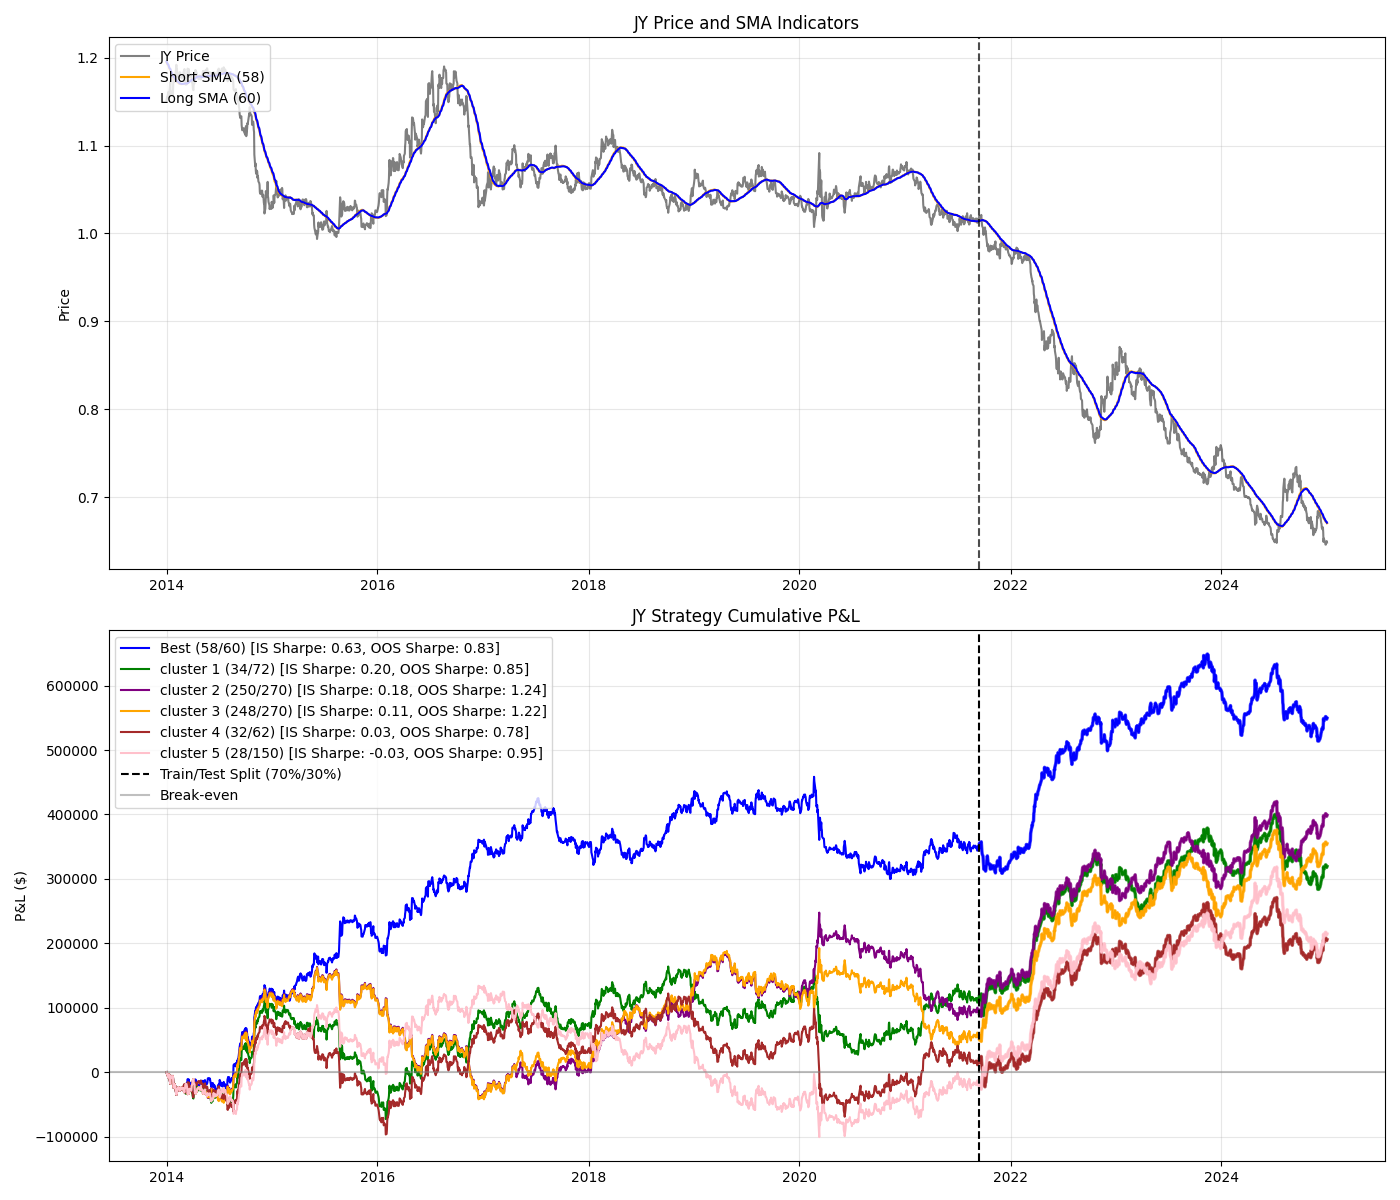 JY Price and SMA Indicators
JY Price
Short SMA (58)
Long SMA (60)
Price
1.2
1.1
1.0
0.9
0.8
0.7
2014
2016
2018
2020
2022
2024
JY Strategy Cumulative P&L
Best (58/60) [IS Sharpe: 0.63, OOS Sharpe: 0.83]
cluster 1 (34/72) [IS Sharpe: 0.20, OOS Sharpe: 0.85]
cluster 2 (250/270) [IS Sharpe: 0.18, OOS Sharpe: 1.24]
cluster 3 (248/270) [IS Sharpe: 0.11, OOS Sharpe: 1.22]
cluster 4 (32/62) [IS Sharpe: 0.03, OOS Sharpe: 0.78]
cluster 5 (28/150) [IS Sharpe: -0.03, OOS Sharpe: 0.95]
Train/Test Split (70%/30%)
Break-even
P&L ($)
600000
500000
400000
300000
200000
100000
0
−100000
2014
2016
2018
2020
2022
2024